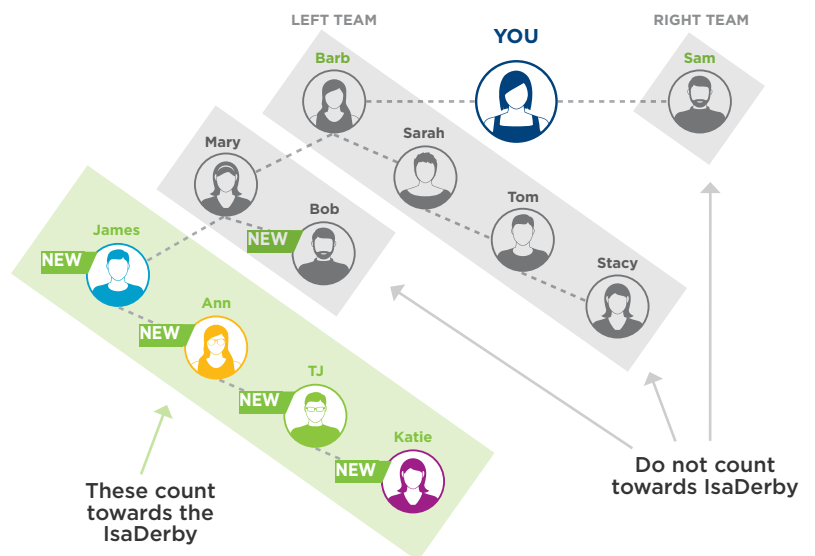 LEFT TEAM
RIGHT TEAM
YOU
Barb
Sam
Sarah
Mary
Tom
Bob
NEW
James
NEW
Stacy
Ann
NEW
TJ
NEW
Katie
NEW
These count
towards the
IsaDerby
Do not count
towards IsaDerby